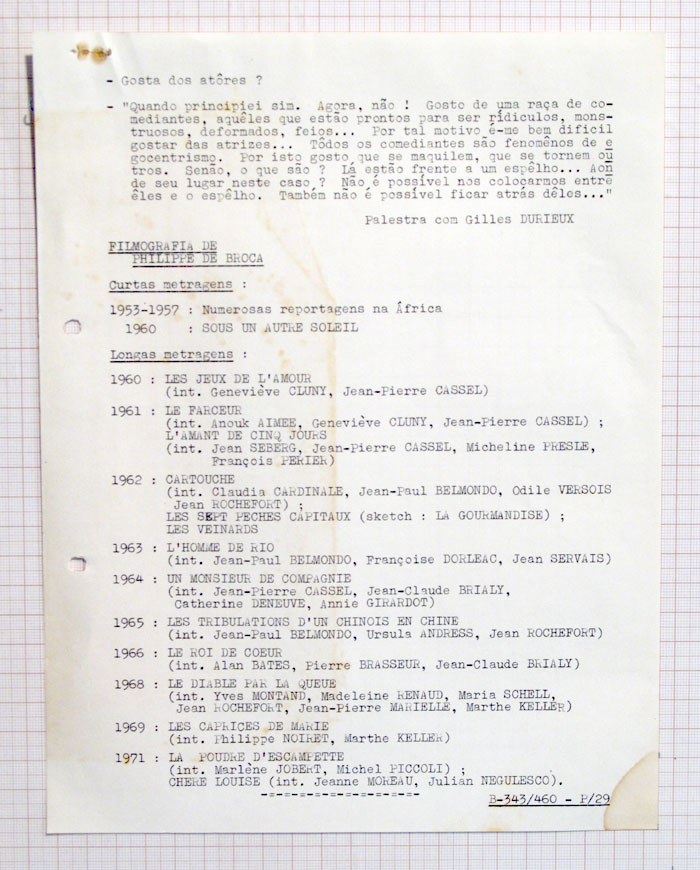 - Gosta dos atôres ?
- "Quando principiei sim. Agora, não ! Gosto de uma raça de co-
mediantes, aquêles que estão prontos para ser rídiculos, mons-
truosos, deformados, feios... Por tal motivo é-me bem dificil
gostar das atrizes... Tôdos os comediantes são fenomenos de e
gocentrismo. Por isto gosto que se maquilem, que se tornem ou
tros. Senão, o que são ? Lá estão frente a um espêlho... Aon
de seu lugar neste caso ? Não é possível nos colocarmos entre
êles e o espêlho. Também não é possível ficar atrás dêles..."
Palestra com Gilles DURIEUX
FILMOGRAFIA DE
PHILIPPE DE BROCA
Curtas metragens :
1953-1957 : Numerosas reportagens na África
1960 : SOUS UN AUTRE SOLEIL
Longas metragens :
1960 : LES JEUX DE L'AMOUR
(int. Geneviève CLUNY, Jean-Pierre CASSEL)
1961 : LE FARCEUR
(int. Anouk AIMEE, Geneviève CLUNY, Jean-Pierre CASSEL) ;
L'AMANT DE CINQ JOURS
(int. Jean SEBERG, Jean-Pierre CASSEL, Micheline PRESLE,
François PERIER)
1962 : CARTOUCHE
(int. Claudia CARDINALE, Jean-Paul BELMONDO, Odile VERSOIS
Jean ROCHEFORT) ;
LES SEPT PECHES CAPITAUX (sketch : LA GOURMANDISE) ;
LES VEINARDS
1963 : L'HOMME DE RIO
(int. Jean-Paul BELMONDO, Françoise DORLEAC, Jean SERVAIS)
1964 : UN MONSIEUR DE COMPAGNIE
(int. Jean-Pierre CASSEL, Jean-Claude BRIALY,
Catherine DENEUVE, Annie GIRARDOT)
1965 : LES TRIBULATIONS D'UN CHINOIS EN CHINE
(int. Jean-Paul BELMONDO, Ursula ANDRESS, Jean ROCHEFORT)
1966 : LE ROI DE COEUR
(int. Alan BATES, Pierre BRASSEUR, Jean-Claude BRIALY)
1968 : LE DIABLE PAR LA QUEUE
(int. Yves MONTAND, Madeleine RENAUD, Maria SCHELL,
Jean ROCHEFORT, Jean-Pierre MARIELLE, Marthe KELLER)
1969 : LES CAPRICES DE MARIE
(int. Philippe NOIRET, Marthe KELLER)
1971 : LA POUDRE D'ESCAMPETTE
(int. Marlène JOBERT, Michel PICCOLI) ;
CHERE LOUISE (int. Jeanne MOREAU, Julian NEGULESCO).
-=-=-=-=-=-=-=-=-=-
B-343/460 - P/29